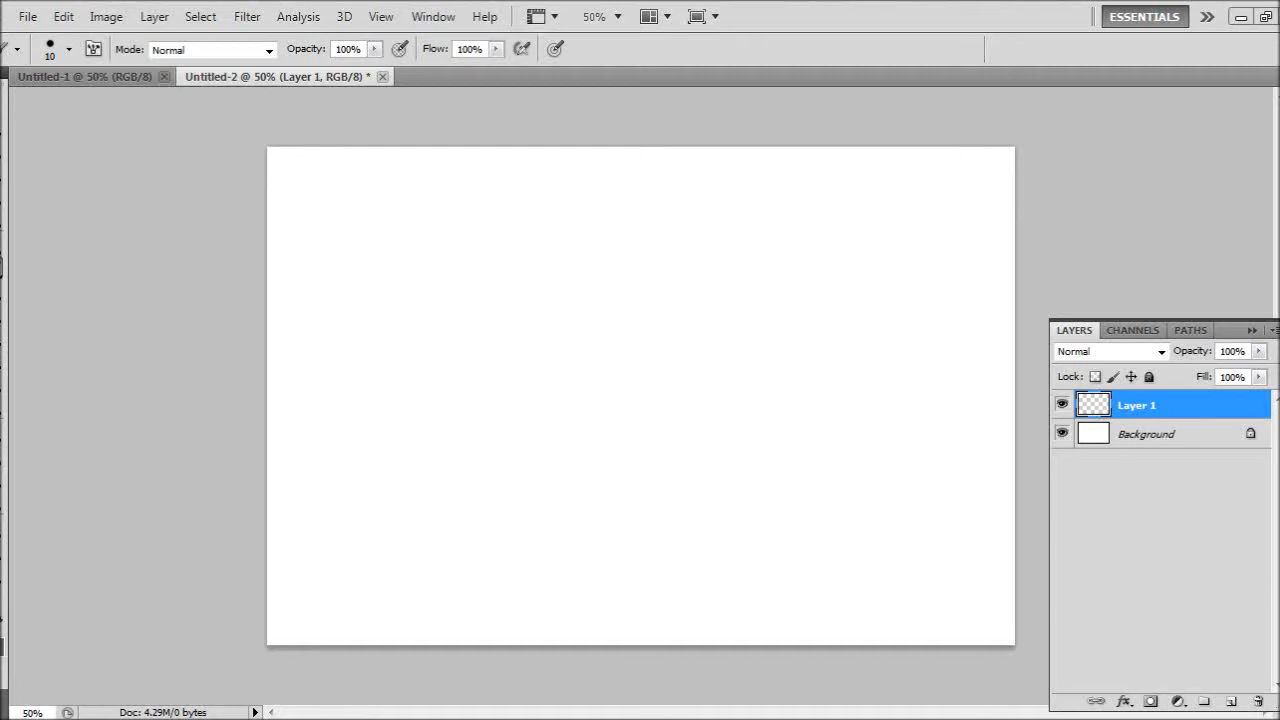 File Edit Image Layer Select Filter Analysis 3D View Window Help 50% ESSENTIALS
10 Mode: Normal Opacity: 100% Flow: 100%
Untitled-1 @ 50% (RGB/8) Untitled-2 @ 50% (Layer 1, RGB/8) *
LAYERS CHANNELS PATHS
Normal Opacity: 100%
Lock: Fill: 100%
Layer 1
Background
fx
50% Doc: 4.29M/0 bytes